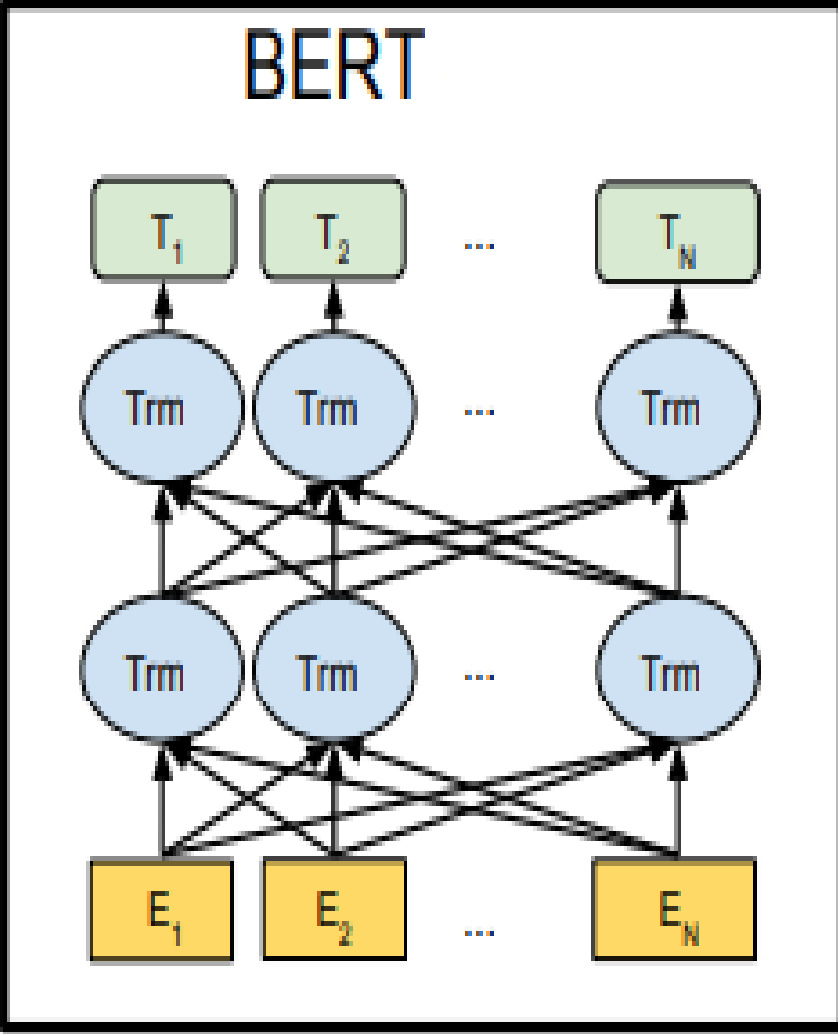 BERT
T1 T2 ... TN
Trm Trm ... Trm
Trm Trm ... Trm
E1 E2 ... EN